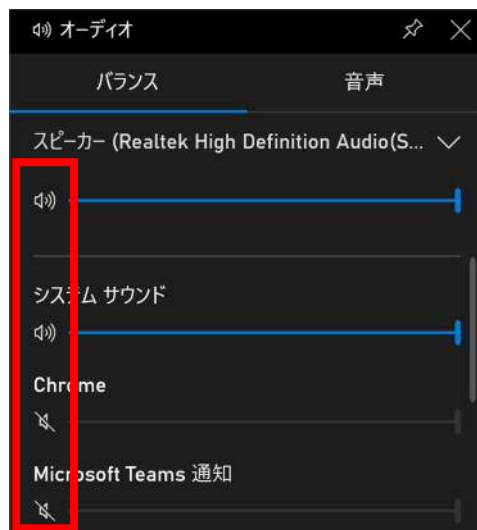 オーディオ
バランス 音声
スピーカー (Realtek High Definition Audio(S...
システム サウンド
Chrome
Microsoft Teams 通知